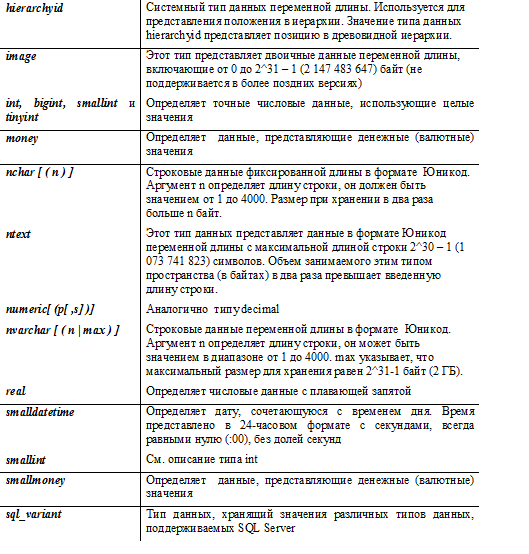 hierarchyid Системный тип данных переменной длины. Используется для
представления положения в иерархии. Значение типа данных
hierarchyid представляет позицию в древовидной иерархии.
image Этот тип представляет двоичные данные переменной длины,
включающие от 0 до 2^31 – 1 (2 147 483 647) байт (не
поддерживается в более поздних версиях)
int, bigint, smallint и Определяет точные числовые данные, использующие целые
tinyint значения
money Определяет данные, представляющие денежные (валютные)
значения
nchar [ ( n ) ] Строковые данные фиксированной длины в формате Юникод.
Аргумент n определяет длину строки, он должен быть
значением от 1 до 4000. Размер при хранении в два раза
больше n байт.
ntext Этот тип данных представляет данные в формате Юникод
переменной длины с максимальной длиной строки 2^30 – 1 (1
073 741 823) символов. Объем занимаемого этим типом
пространства (в байтах) в два раза превышает введенную
длину строки.
numeric[ (p[ ,s] )] Аналогично типу decimal
nvarchar [ ( n | max ) ] Строковые данные переменной длины в формате Юникод.
Аргумент n определяет длину строки, он может быть
значением в диапазоне от 1 до 4000. max указывает, что
максимальный размер для хранения равен 2^31-1 байт (2 ГБ).
real Определяет числовые данные с плавающей запятой
smalldatetime Определяет дату, сочетающуюся с временем дня. Время
представлено в 24-часовом формате с секундами, всегда
равными нулю (:00), без долей секунд
smallint См. описание типа int
smallmoney Определяет данные, представляющие денежные (валютные)
значения
sql_variant Тип данных, хранящий значения различных типов данных,
поддерживаемых SQL Server